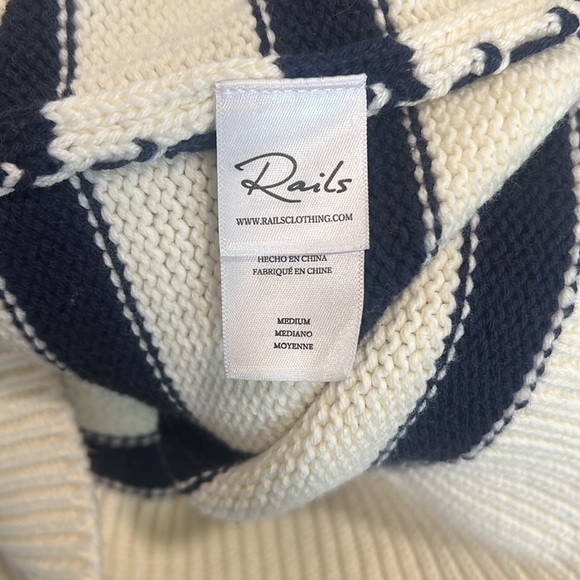 Rails
WWW.RAILSCLOTHING.COM
HECHO EN CHINA
FABRIQUÉ EN CHINE
MEDIUM
MEDIANO
MOYENNE